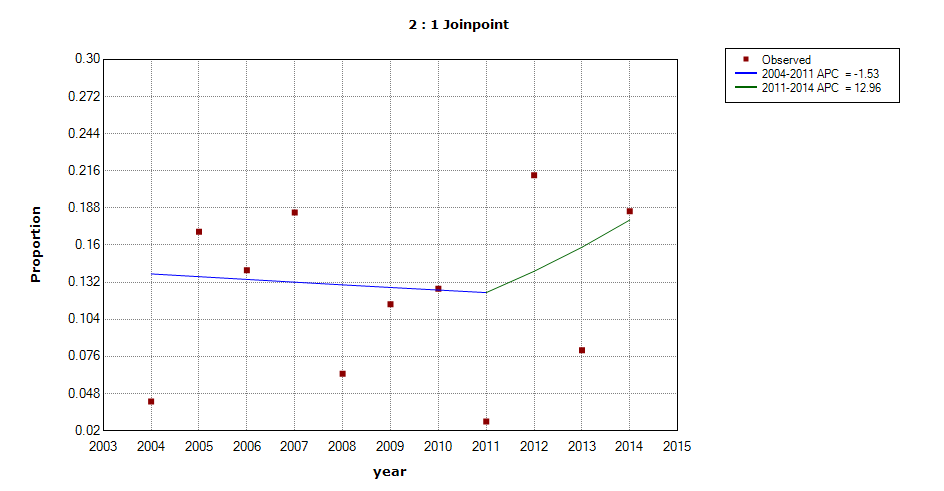 2 : 1 Joinpoint
Observed
2004-2011 APC = -1.53
2011-2014 APC = 12.96
0.30
0.272
0.244
0.216
0.188
0.16
0.132
0.104
0.076
0.048
0.02
Proportion
2003 2004 2005 2006 2007 2008 2009 2010 2011 2012 2013 2014 2015
year